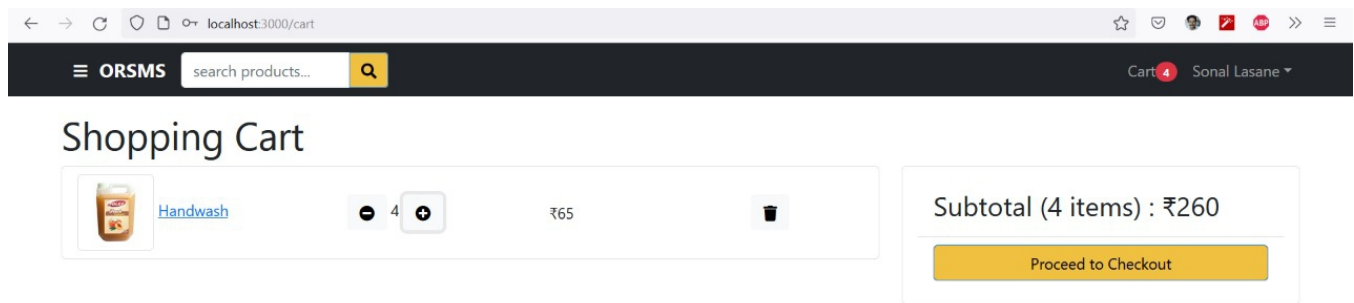 localhost:3000/cart
ABP
ORSMS search products... Cart 4 Sonal Lasane
Shopping Cart
Handwash 4 ₹65
Subtotal (4 items) : ₹260
Proceed to Checkout